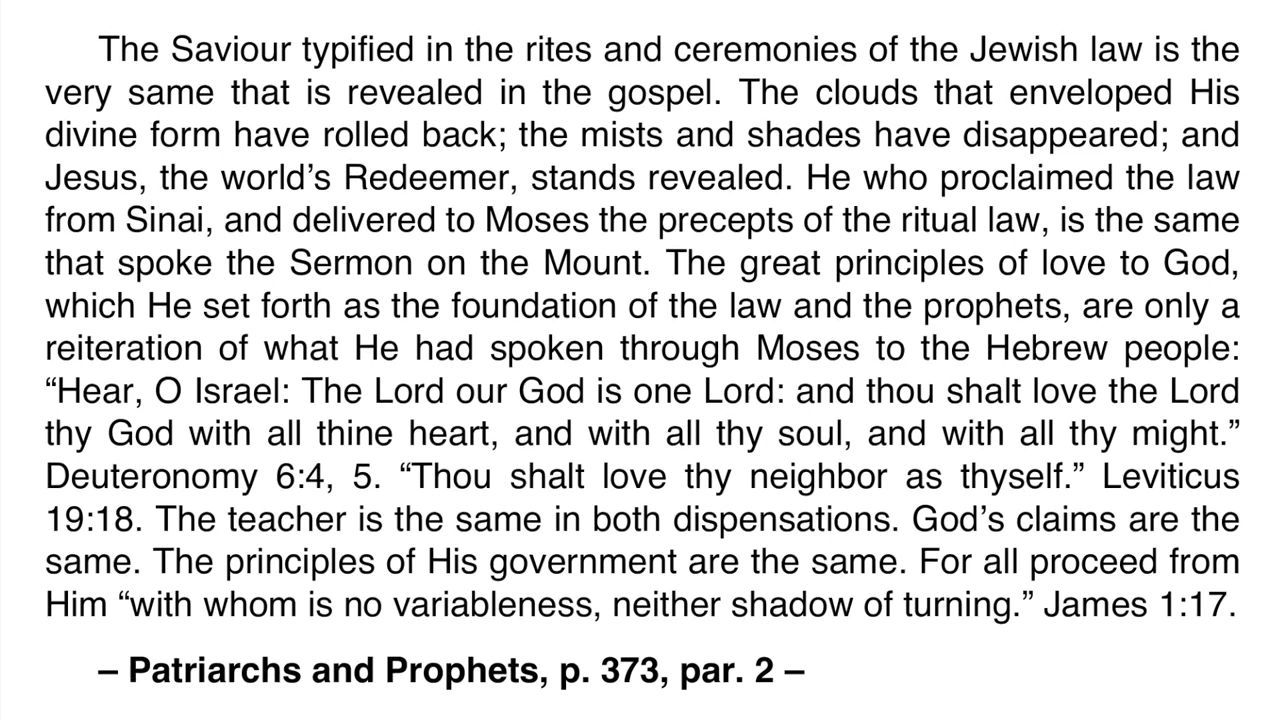 The Saviour typified in the rites and ceremonies of the Jewish law is the
very same that is revealed in the gospel. The clouds that enveloped His
divine form have rolled back; the mists and shades have disappeared; and
Jesus, the world’s Redeemer, stands revealed. He who proclaimed the law
from Sinai, and delivered to Moses the precepts of the ritual law, is the same
that spoke the Sermon on the Mount. The great principles of love to God,
which He set forth as the foundation of the law and the prophets, are only a
reiteration of what He had spoken through Moses to the Hebrew people:
“Hear, O Israel: The Lord our God is one Lord: and thou shalt love the Lord
thy God with all thine heart, and with all thy soul, and with all thy might.”
Deuteronomy 6:4, 5. “Thou shalt love thy neighbor as thyself.” Leviticus
19:18. The teacher is the same in both dispensations. God’s claims are the
same. The principles of His government are the same. For all proceed from
Him “with whom is no variableness, neither shadow of turning.” James 1:17.
– Patriarchs and Prophets, p. 373, par. 2 –